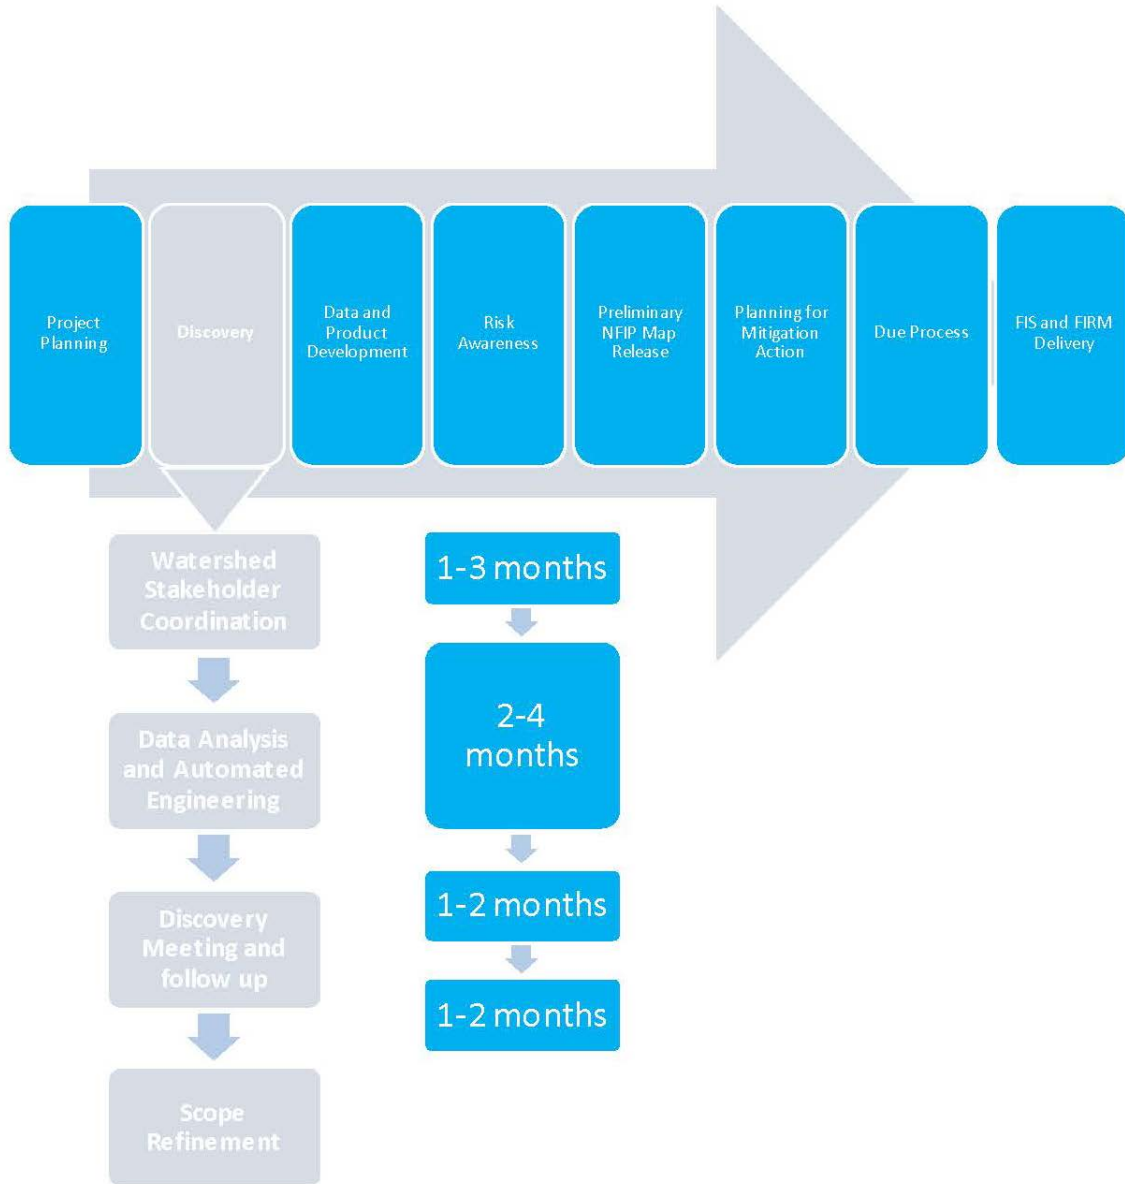 Project
Planning
Discovery
Data and
Product
Development
Risk
Awareness
Preliminary
NFIP Map
Release
Planning for
Mitigation
Action
Due Process
FIS and FIRM
Delivery
Watershed
Stakeholder
Coordination
Data Analysis
and Automated
Engineering
Discovery
Meeting and
follow up
Scope
Refinement
1-3 months
2-4
months
1-2 months
1-2 months